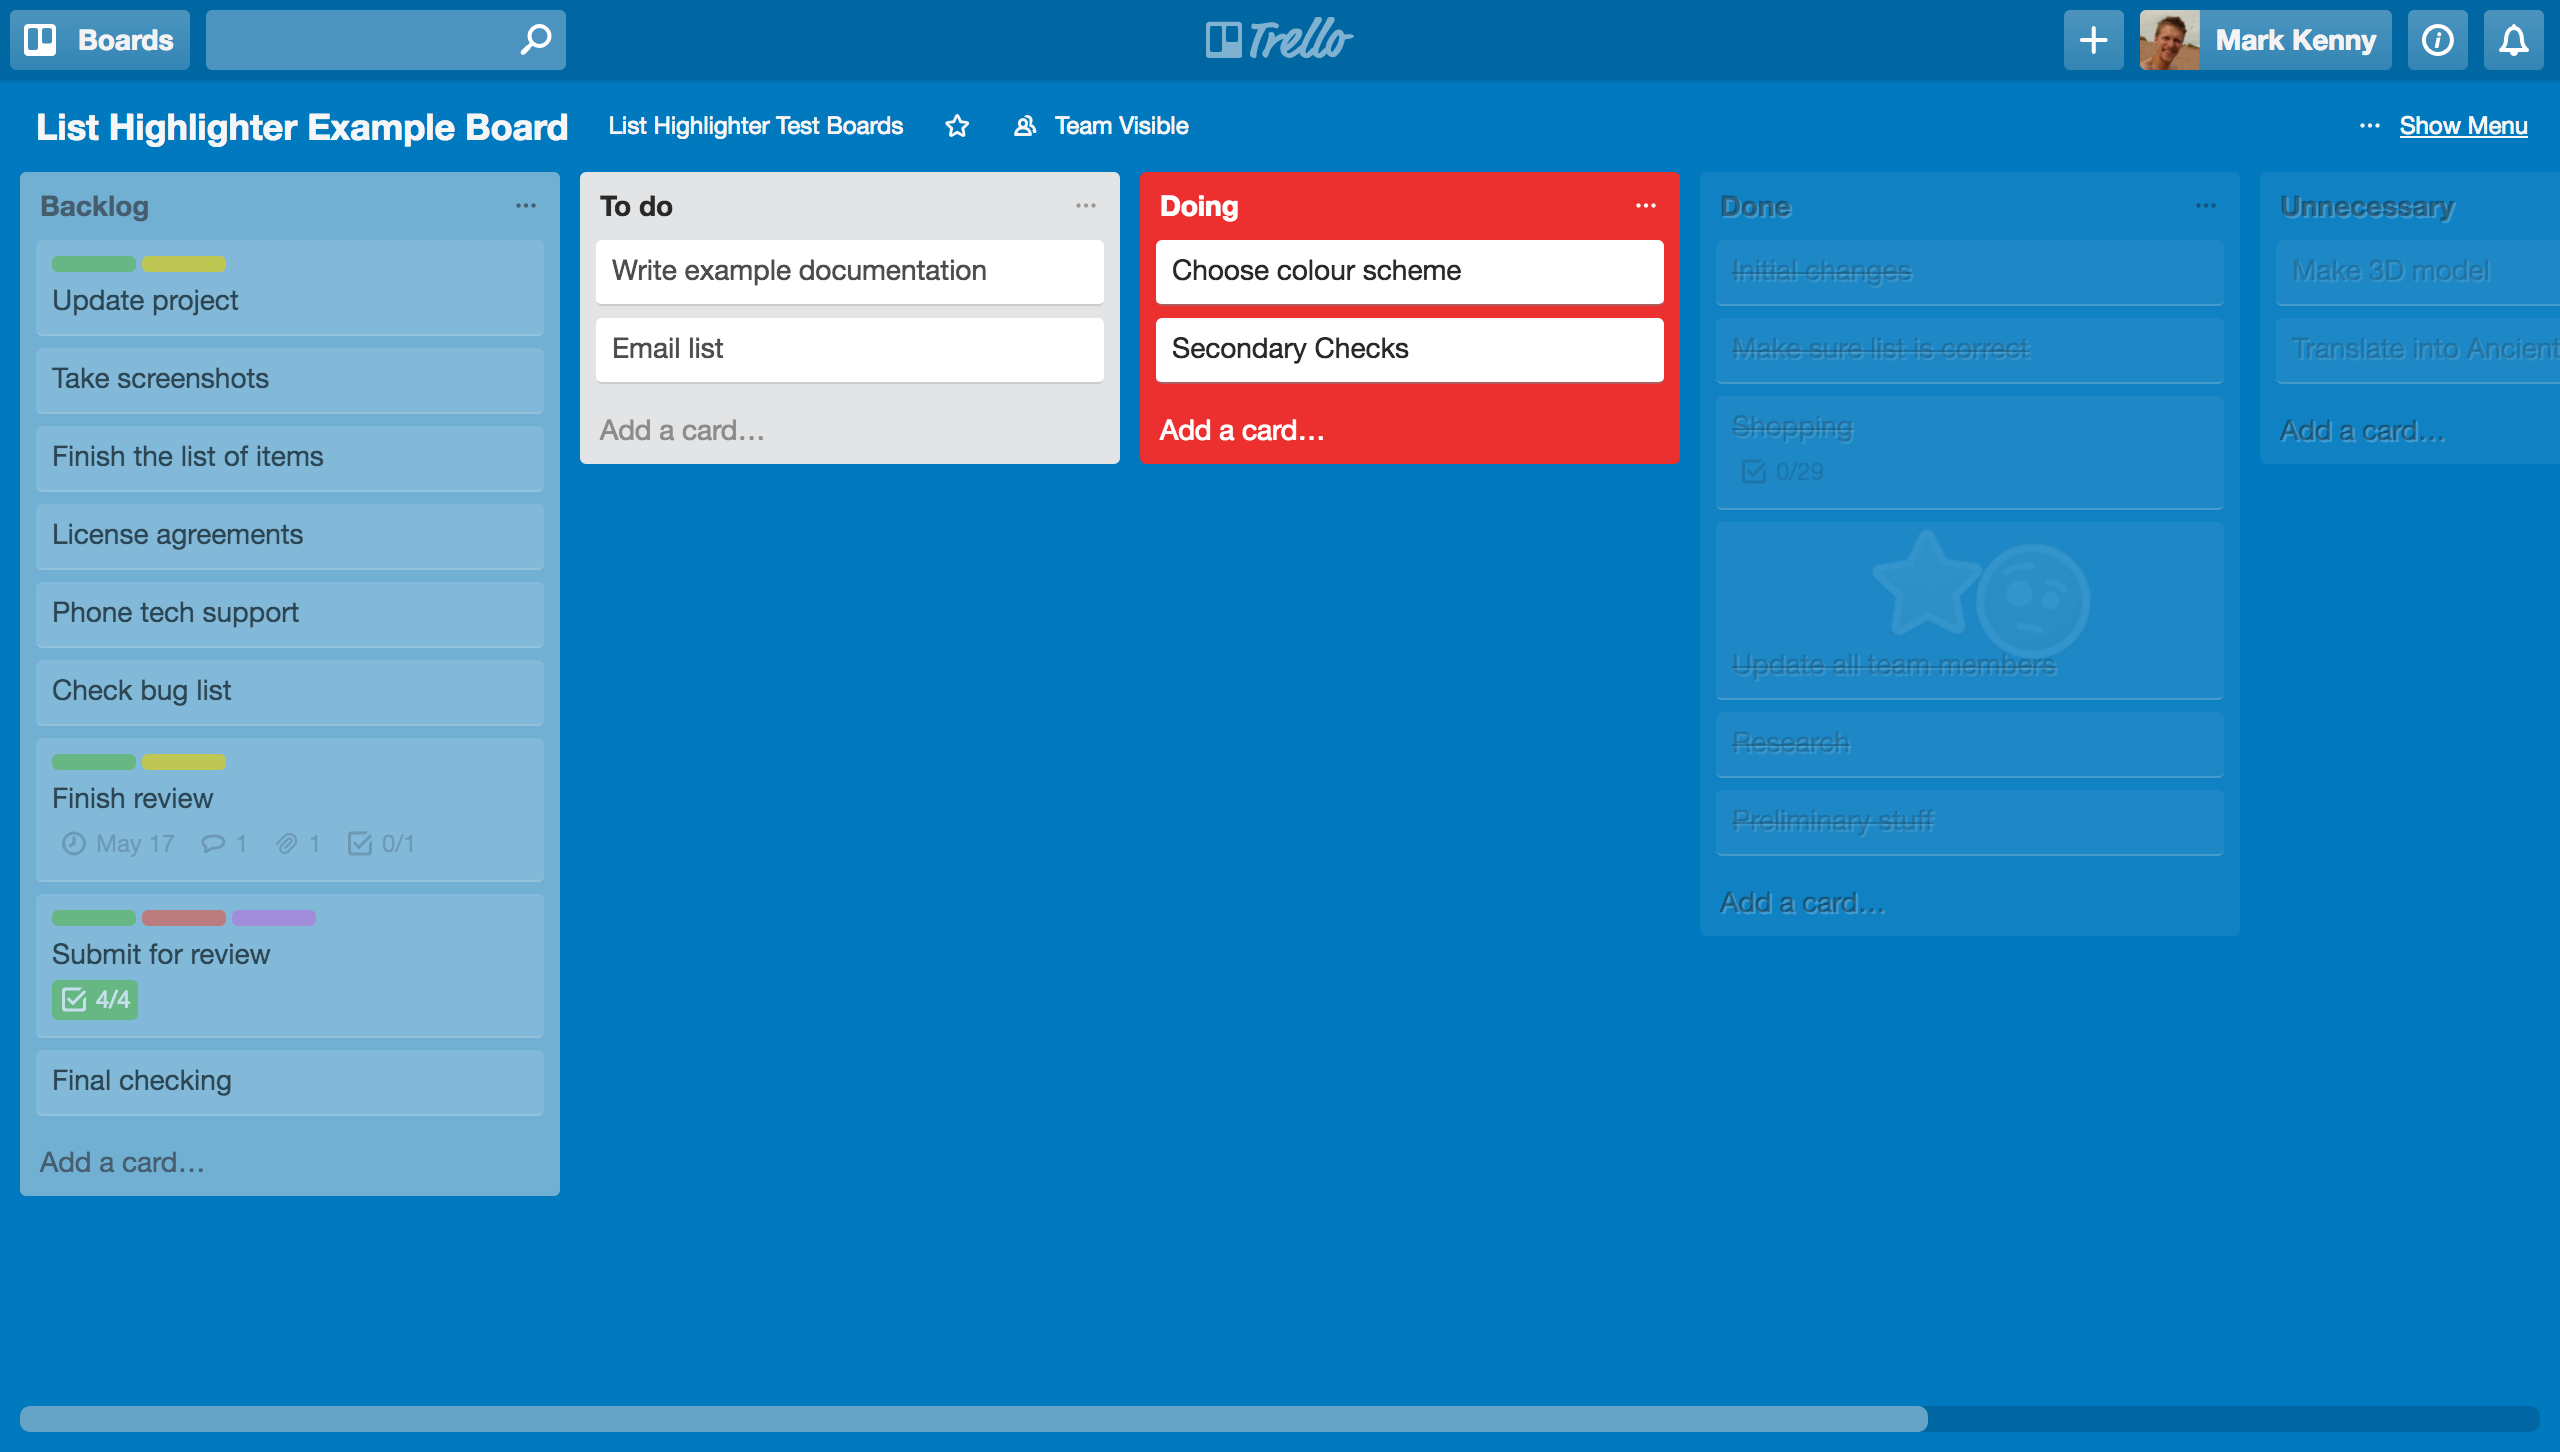 Boards
Trello
Mark Kenny
List Highlighter Example Board
List Highlighter Test Boards
Team Visible
... Show Menu
Backlog
Update project
Take screenshots
Finish the list of items
License agreements
Phone tech support
Check bug list
Finish review
May 17 1 1 0/1
Submit for review
4/4
Final checking
Add a card...
To do
Write example documentation
Email list
Add a card...
Doing
Choose colour scheme
Secondary Checks
Add a card...
Done
Initial changes
Make sure list is correct
Shopping
0/29
Update all team members
Research
Preliminary stuff
Add a card...
Unnecessary
Make 3D model
Translate into Ancient
Add a card...